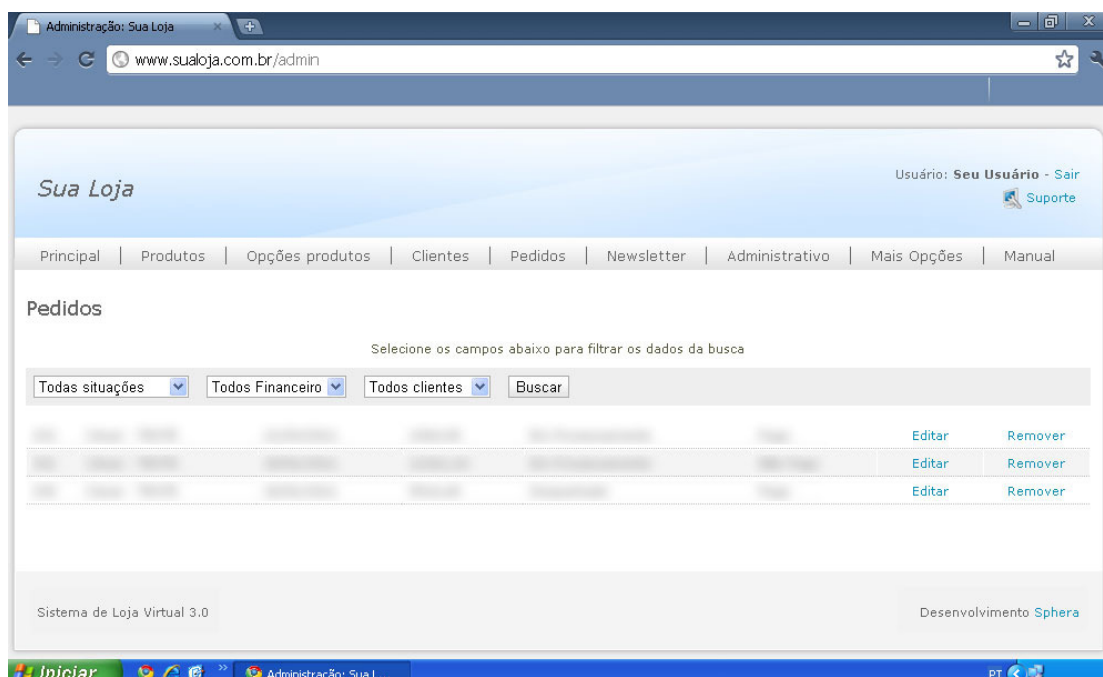 Administração: Sua Loja
www.sualoja.com.br/admin
Usuário: Seu Usuário - Sair
Sua Loja
Suporte
Principal | Produtos | Opções produtos | Clientes | Pedidos | Newsletter | Administrativo | Mais Opções | Manual
Pedidos
Selecione os campos abaixo para filtrar os dados da busca
Todas situações Todos Financeiro Todos clientes Buscar
Editar Remover
Editar Remover
Editar Remover
Sistema de Loja Virtual 3.0 Desenvolvimento Sphera
Iniciar Administração: Sua L... PT